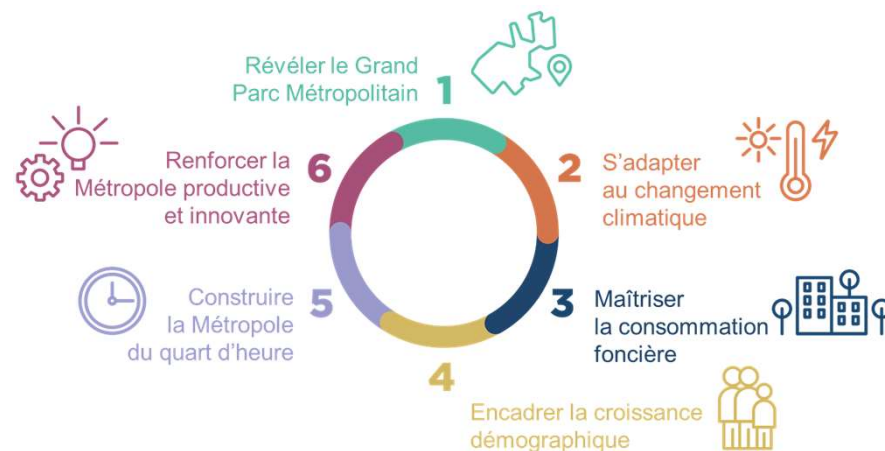 Révéler le Grand
Parc Métropolitain
1
2
S’adapter
au changement
climatique
3
Maîtriser
la consommation
foncière
4
Encadrer la croissance
démographique
5
Construire
la Métropole
du quart d’heure
6
Renforcer la
Métropole productive
et innovante